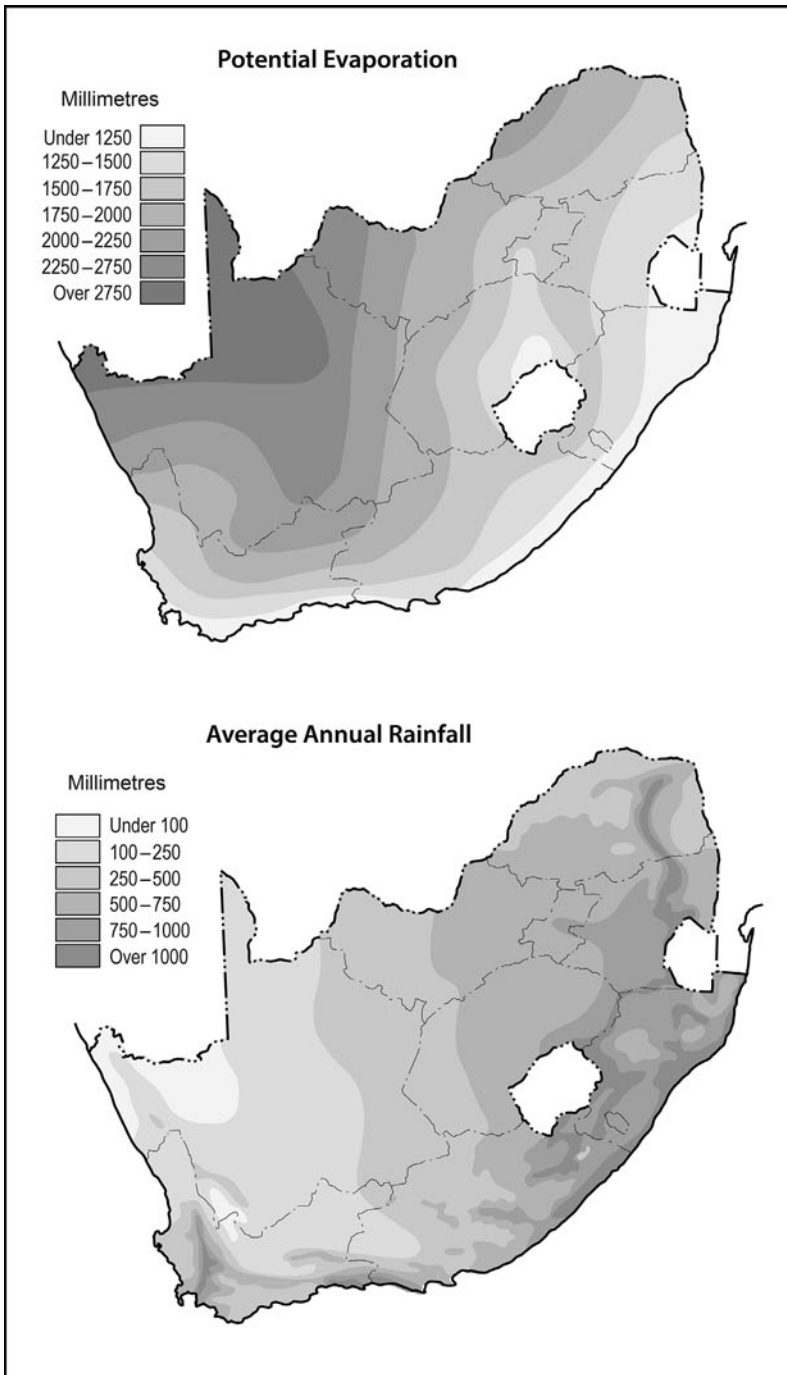 Potential Evaporation
Millimetres
Under 1250
1250–1500
1500–1750
1750–2000
2000–2250
2250–2750
Over 2750
Average Annual Rainfall
Millimetres
Under 100
100–250
250–500
500–750
750–1000
Over 1000